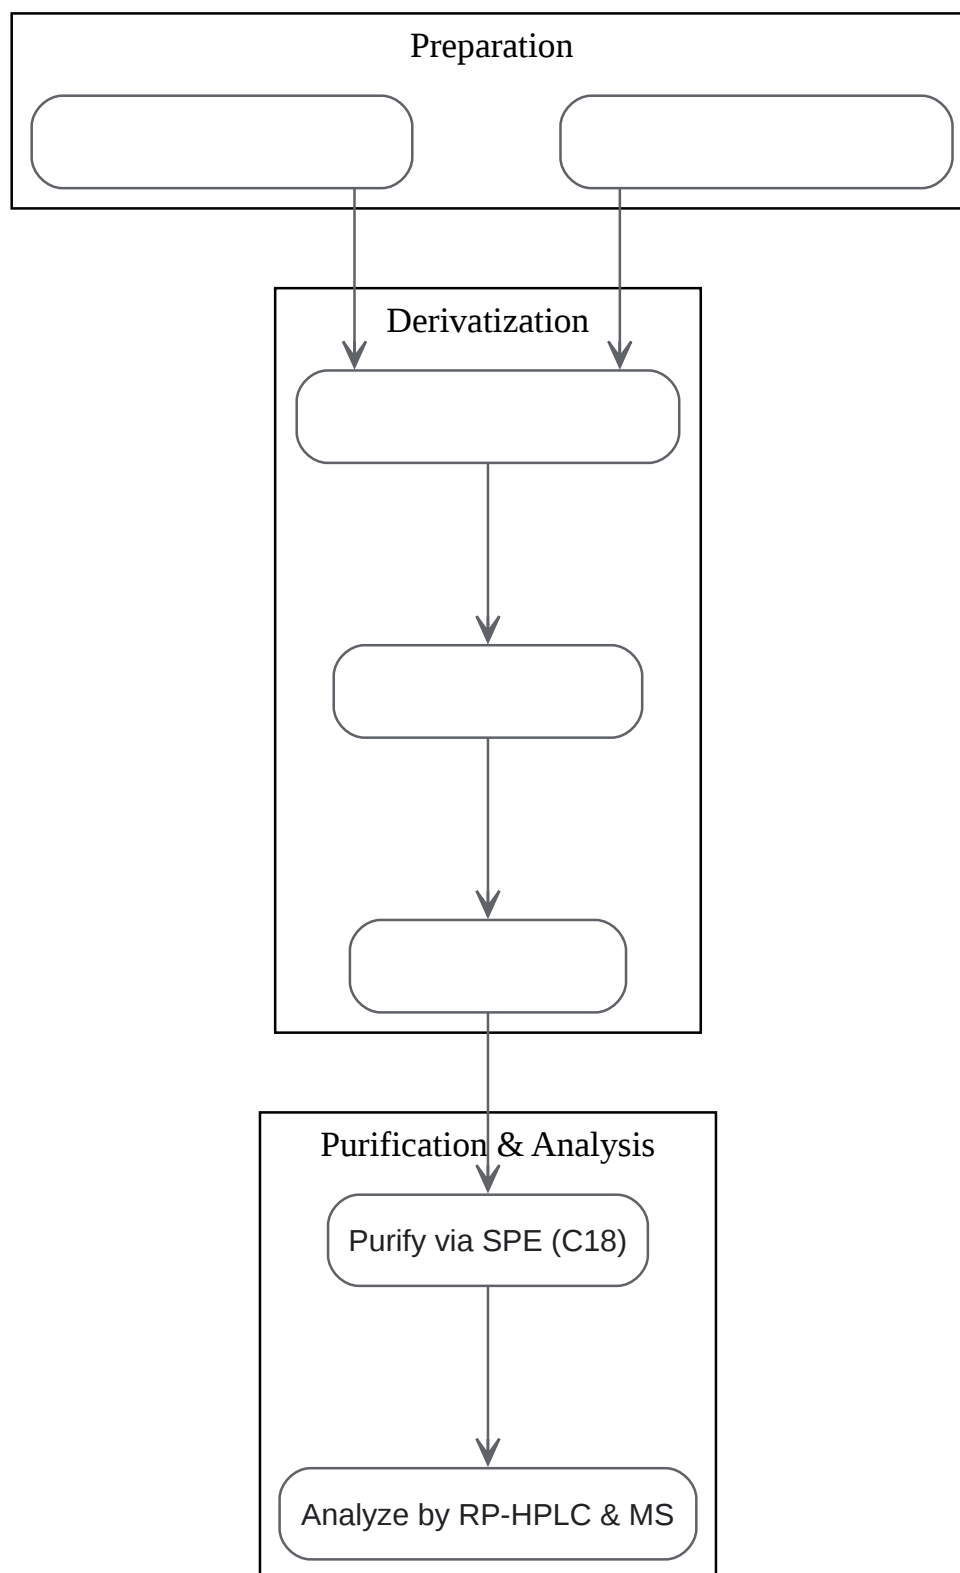 Preparation
Derivatization
Purification & Analysis
Purify via SPE (C18)
Analyze by RP-HPLC & MS